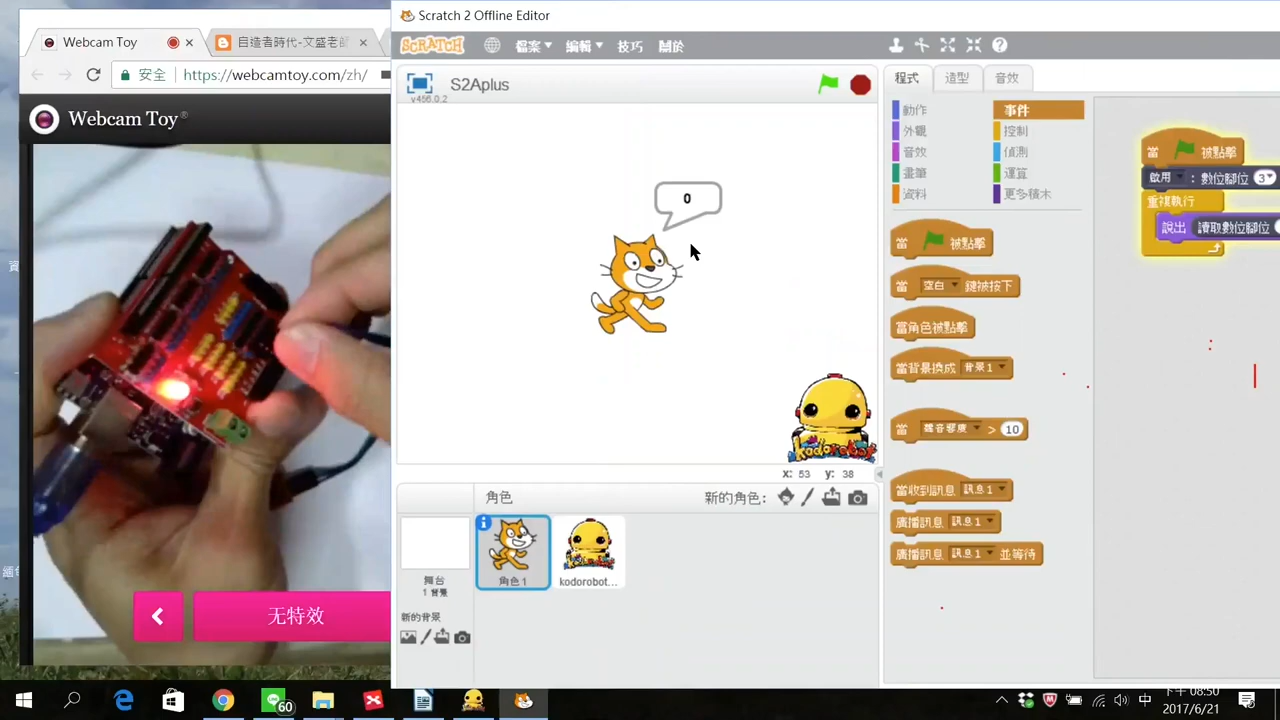 Scratch 2 Offline Editor
Webcam Toy
自造者時代-文盛老師
安全 https://webcamtoy.com/zh/
Webcam Toy
SCRATCH 檔案 編輯 技巧 關於
S2Aplus
v456.0.2
程式 造型 音效
動作 事件
外觀 控制
音效 偵測
畫筆 運算
資料 更多積木
0
當 被點擊
啟用 : 數位腳位 3
重複執行
說出 讀取數位腳位
當 被點擊
當 空白 鍵被按下
當角色被點擊
當背景換成 背景1
當 聲音響度 > 10
當收到訊息 訊息1
廣播訊息 訊息1
廣播訊息 訊息1 並等待
kodorobot
x: 53 y: 38
角色 新的角色:
舞台
1 背景
新的背景
角色1
kodorobot...
无特效
60
中
下午 08:50
2017/6/21